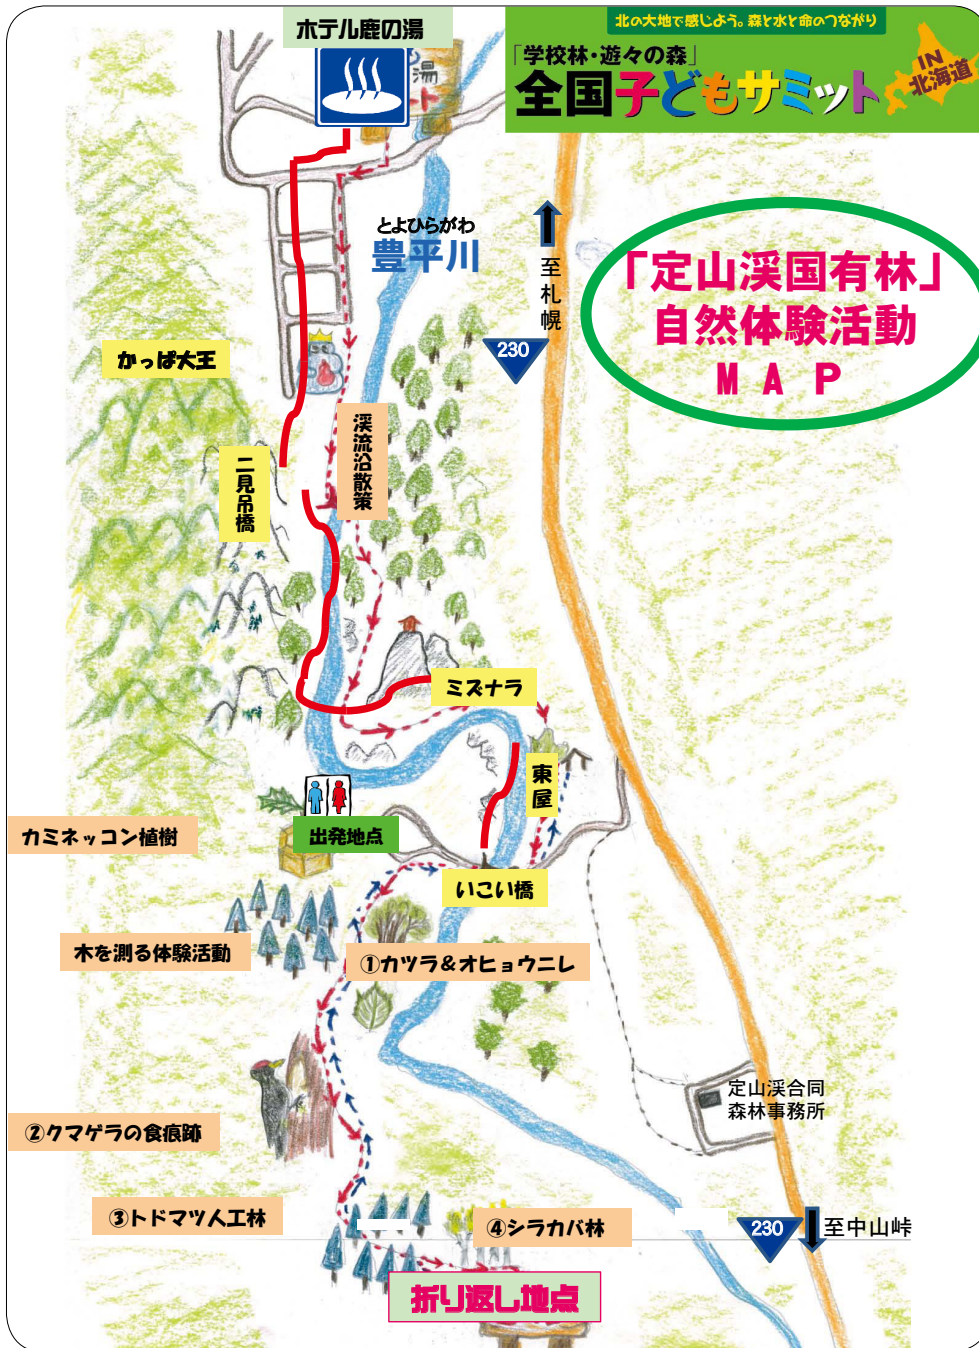 ホテル鹿の湯
湯
北の大地で感じよう。森と水と命のつながり
「学校林・遊々の森」
全国子どもサミット
IN
北海道
とよひらがわ
豊平川
至札幌
230
「定山渓国有林」
自然体験活動
MAP
かっぱ大王
渓流沿散策
二見吊橋
ミズナラ
東屋
カミネッコン植樹
出発地点
いこい橋
木を測る体験活動
①カツラ&オヒョウニレ
定山渓合同
森林事務所
②クマゲラの食痕跡
③トドマツ人工林
④シラカバ林
230
至中山峠
折り返し地点